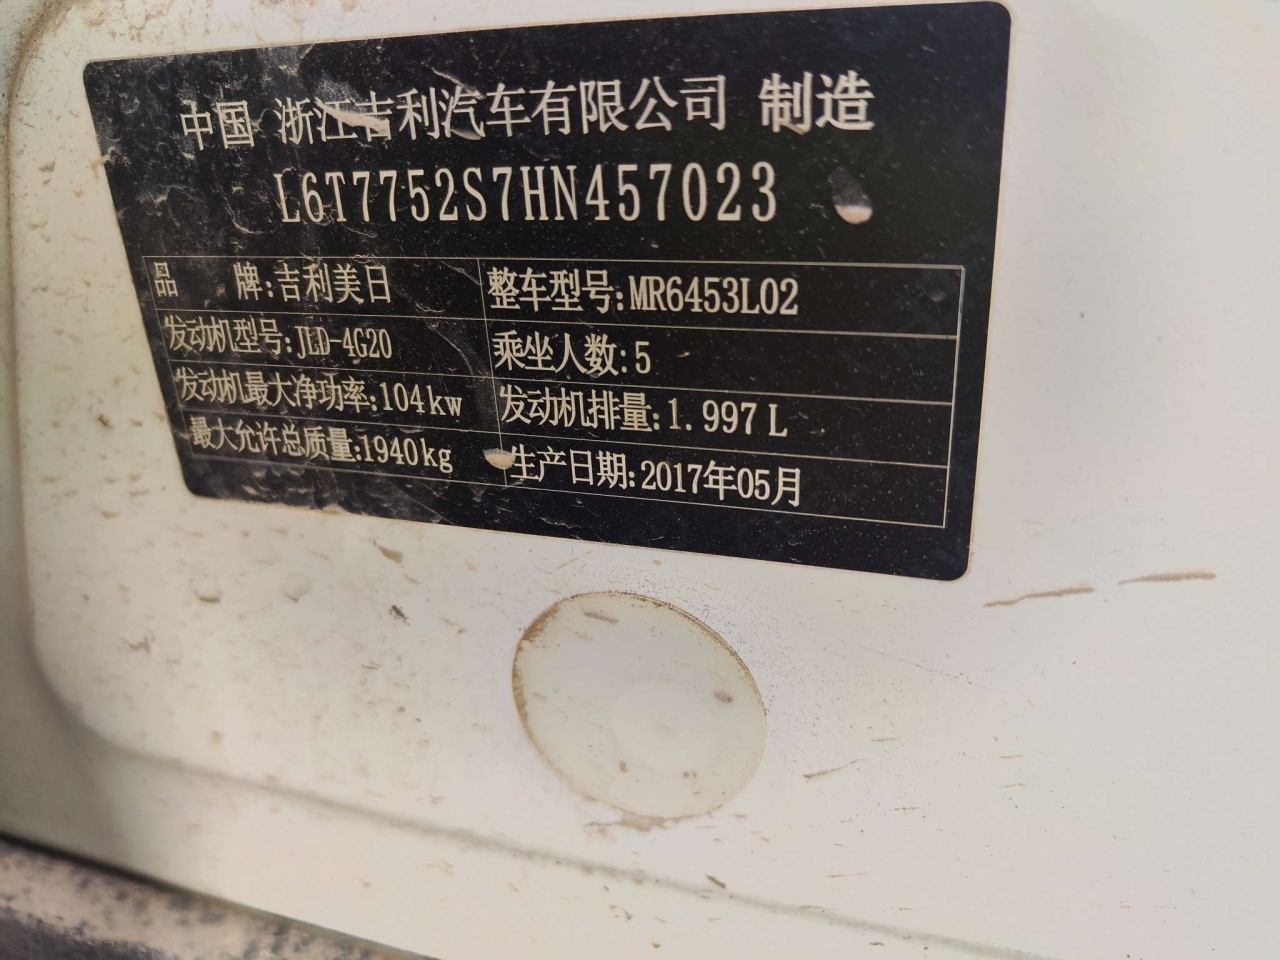 中国 浙江吉利汽车有限公司 制造
L6T7752S7HN457023
品 牌:吉利美日 整车型号:MR6453L02
发动机型号:JLD-4G20 乘坐人数:5
发动机最大净功率:104kw 发动机排量:1.997L
最大允许总质量:1940kg 生产日期:2017年05月